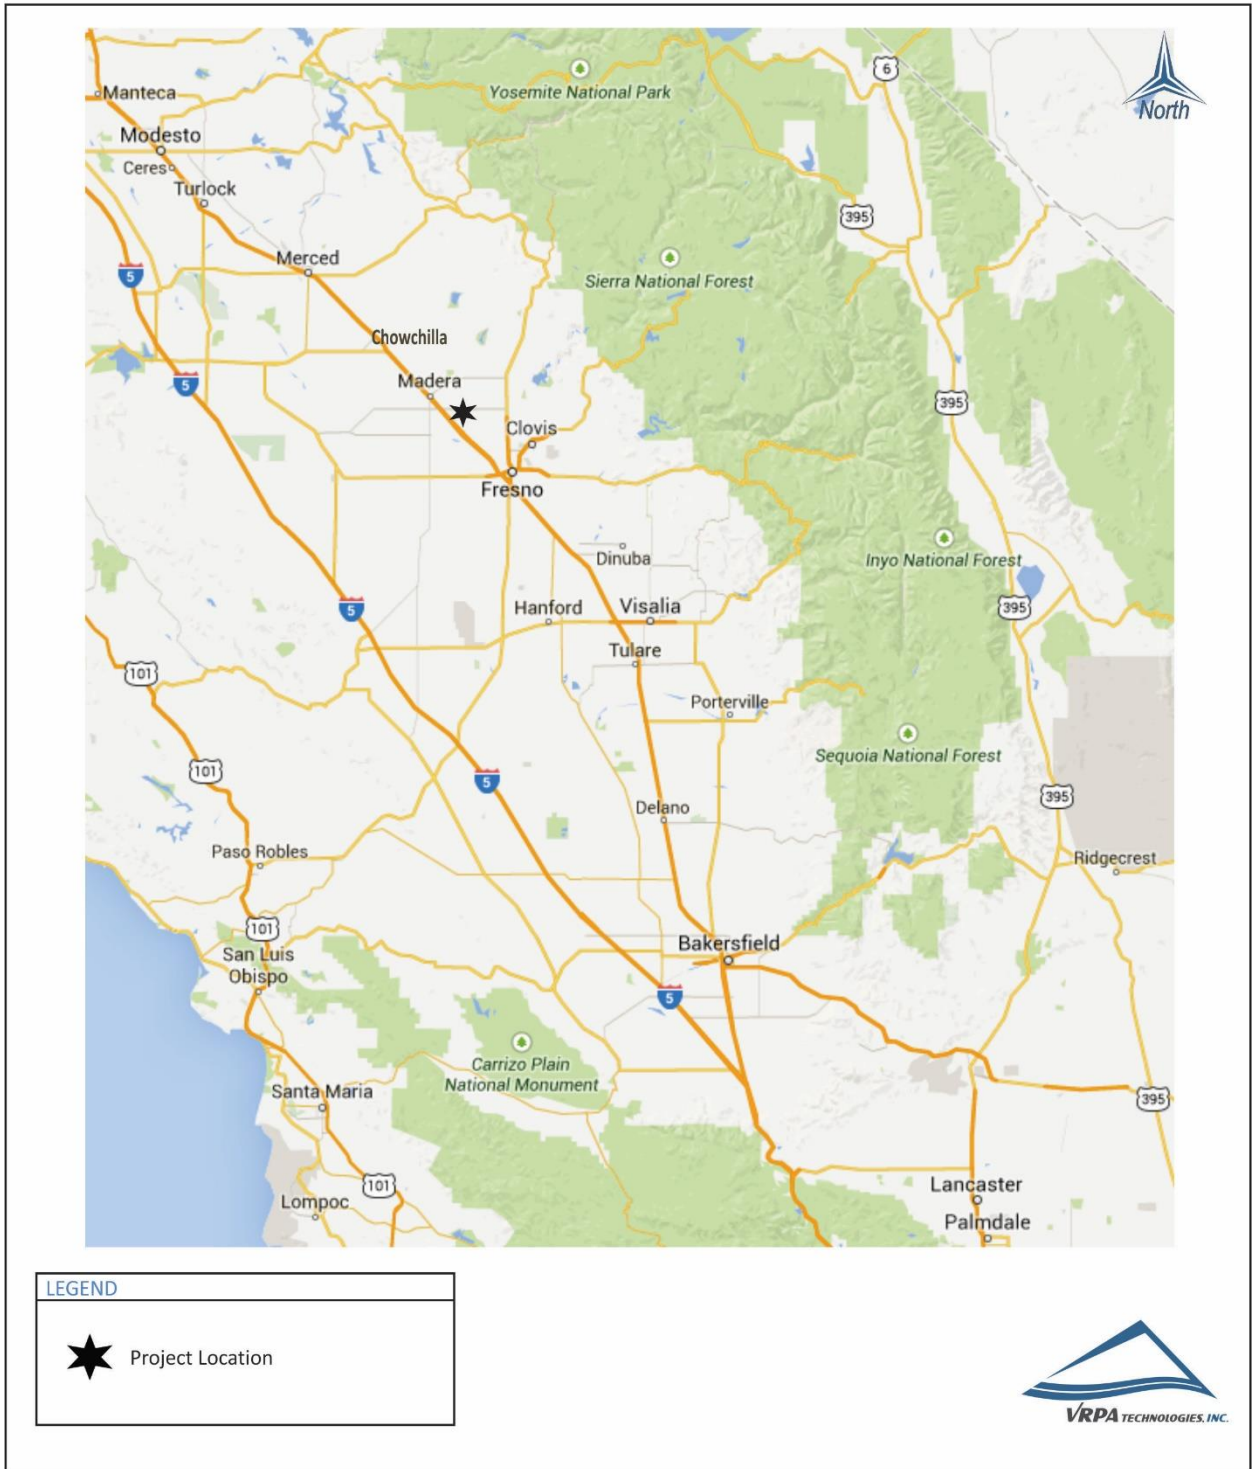 Manteca
Yosemite National Park
6
North
Modesto
Ceres
Turlock
395
Merced
5
Sierra National Forest
Chowchilla
5
Madera
395
Clovis
Fresno
Dinuba
Inyo National Forest
5
Hanford
Visalia
395
Tulare
101
Porterville
Sequoia National Forest
101
5
395
Delano
Paso Robles
Ridgecrest
101
San Luis
Obispo
Bakersfield
5
Carrizo Plain
National Monument
Santa Maria
395
101
Lompoc
Lancaster
Palmdale
LEGEND
Project Location
VRPA TECHNOLOGIES, INC.